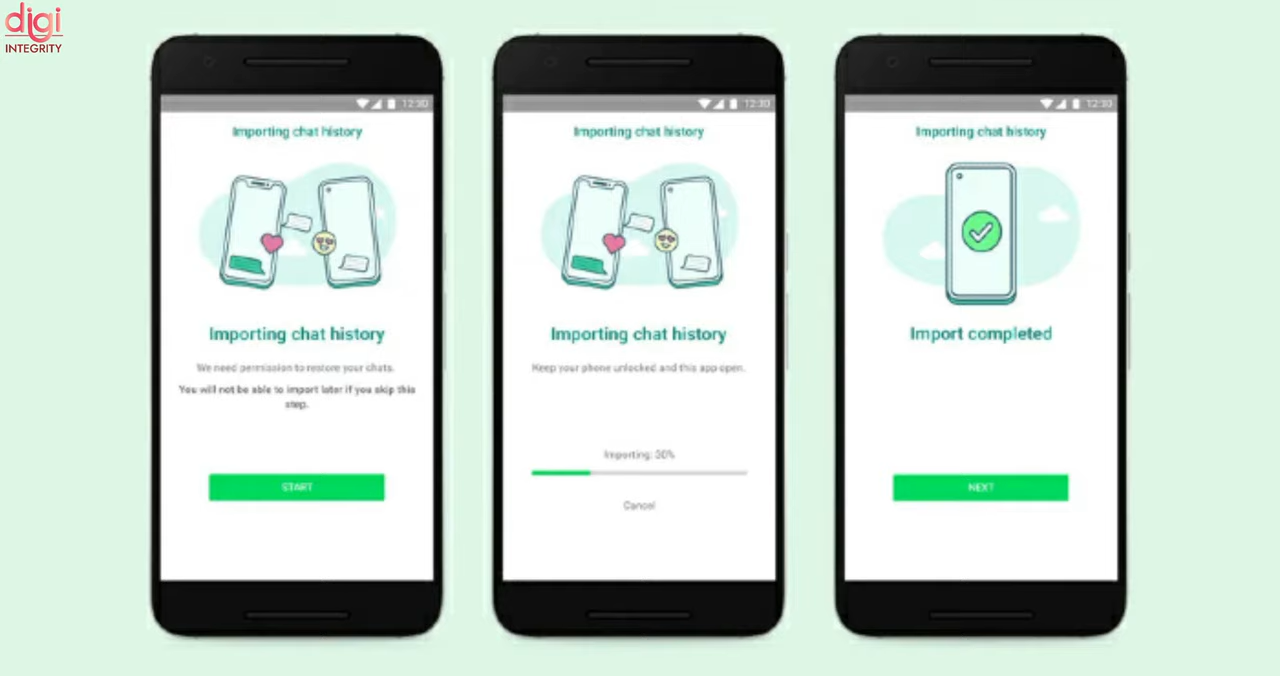 digi
INTEGRITY
12:30
Importing chat history
Importing chat history
We need permission to restore your chats.
You will not be able to import later if you skip this
step.
START
12:30
Importing chat history
Importing chat history
Keep your phone unlocked and this app open.
Importing: 30%
Cancel
12:30
Importing chat history
Import completed
NEXT